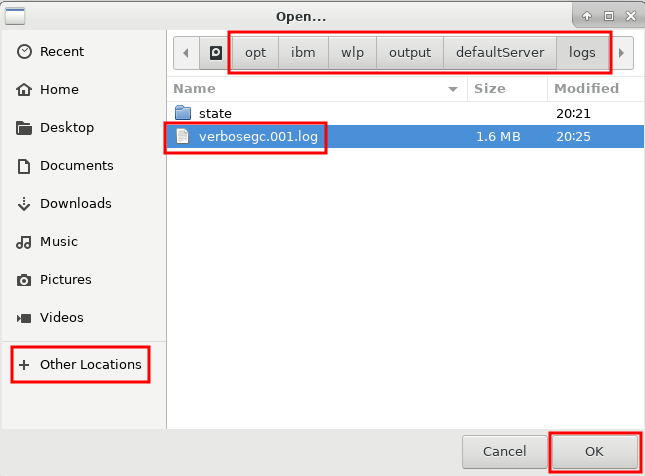 Open...
Recent
Home
Desktop
Documents
Downloads
Music
Pictures
Videos
Other Locations
opt ibm wlp output defaultServer logs
Name Size Modified
state 20:21
verbosegc.001.log 1.6 MB 20:25
Cancel OK